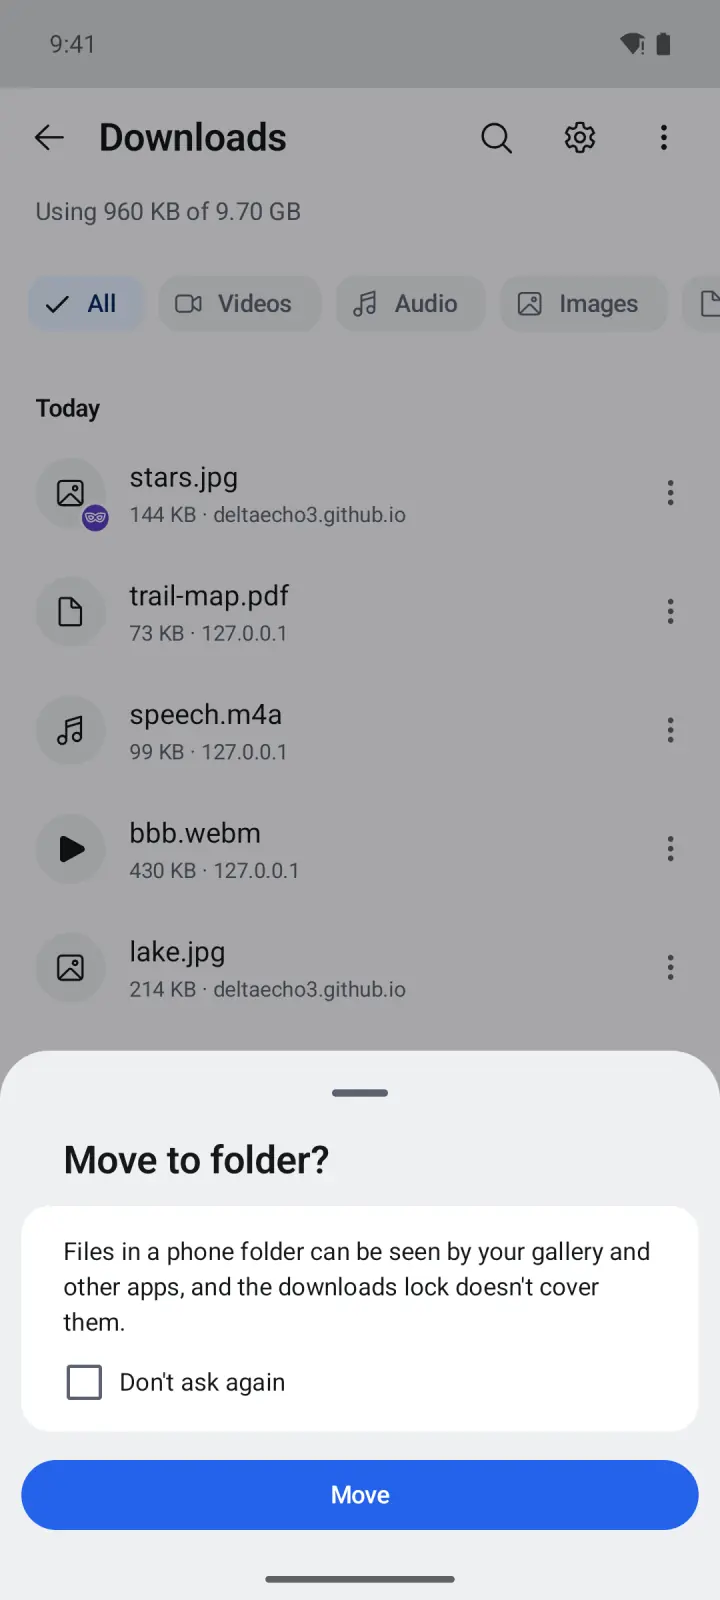 9:41
Downloads
Using 960 KB of 9.70 GB
All
Videos
Audio
Images
Today
stars.jpg
144 KB · deltaecho3.github.io
trail-map.pdf
73 KB · 127.0.0.1
speech.m4a
99 KB · 127.0.0.1
bbb.webm
430 KB · 127.0.0.1
lake.jpg
214 KB · deltaecho3.github.io
Move to folder?
Files in a phone folder can be seen by your gallery and
other apps, and the downloads lock doesn't cover
them.
Don't ask again
Move